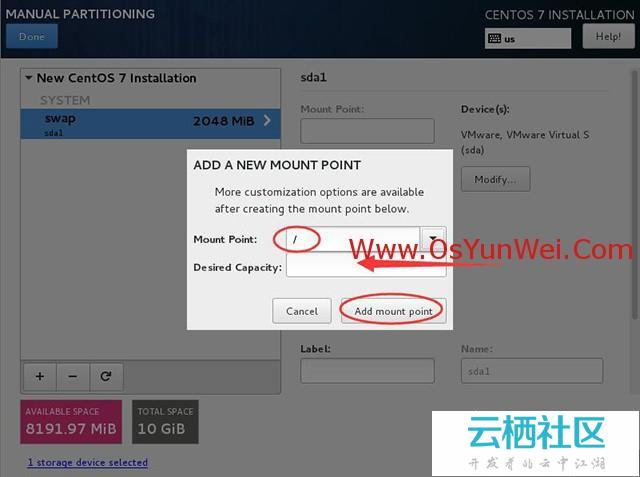 MANUAL PARTITIONING
CENTOS 7 INSTALLATION
Done
us
Help!
New CentOS 7 Installation
SYSTEM
swap
2048 MiB
sda1
sda1
Mount Point:
Device(s):
VMware, VMware Virtual S
(sda)
Modify...
ADD A NEW MOUNT POINT
More customization options are available
after creating the mount point below.
Mount Point:
/
Desired Capacity:
Www.OsYunWei.Com
Cancel
Add mount point
Label:
Name:
sda1
+
-
AVAILABLE SPACE
8191.97 MiB
TOTAL SPACE
10 GiB
1 storage device selected
云栖社区
开发者的云中江湖